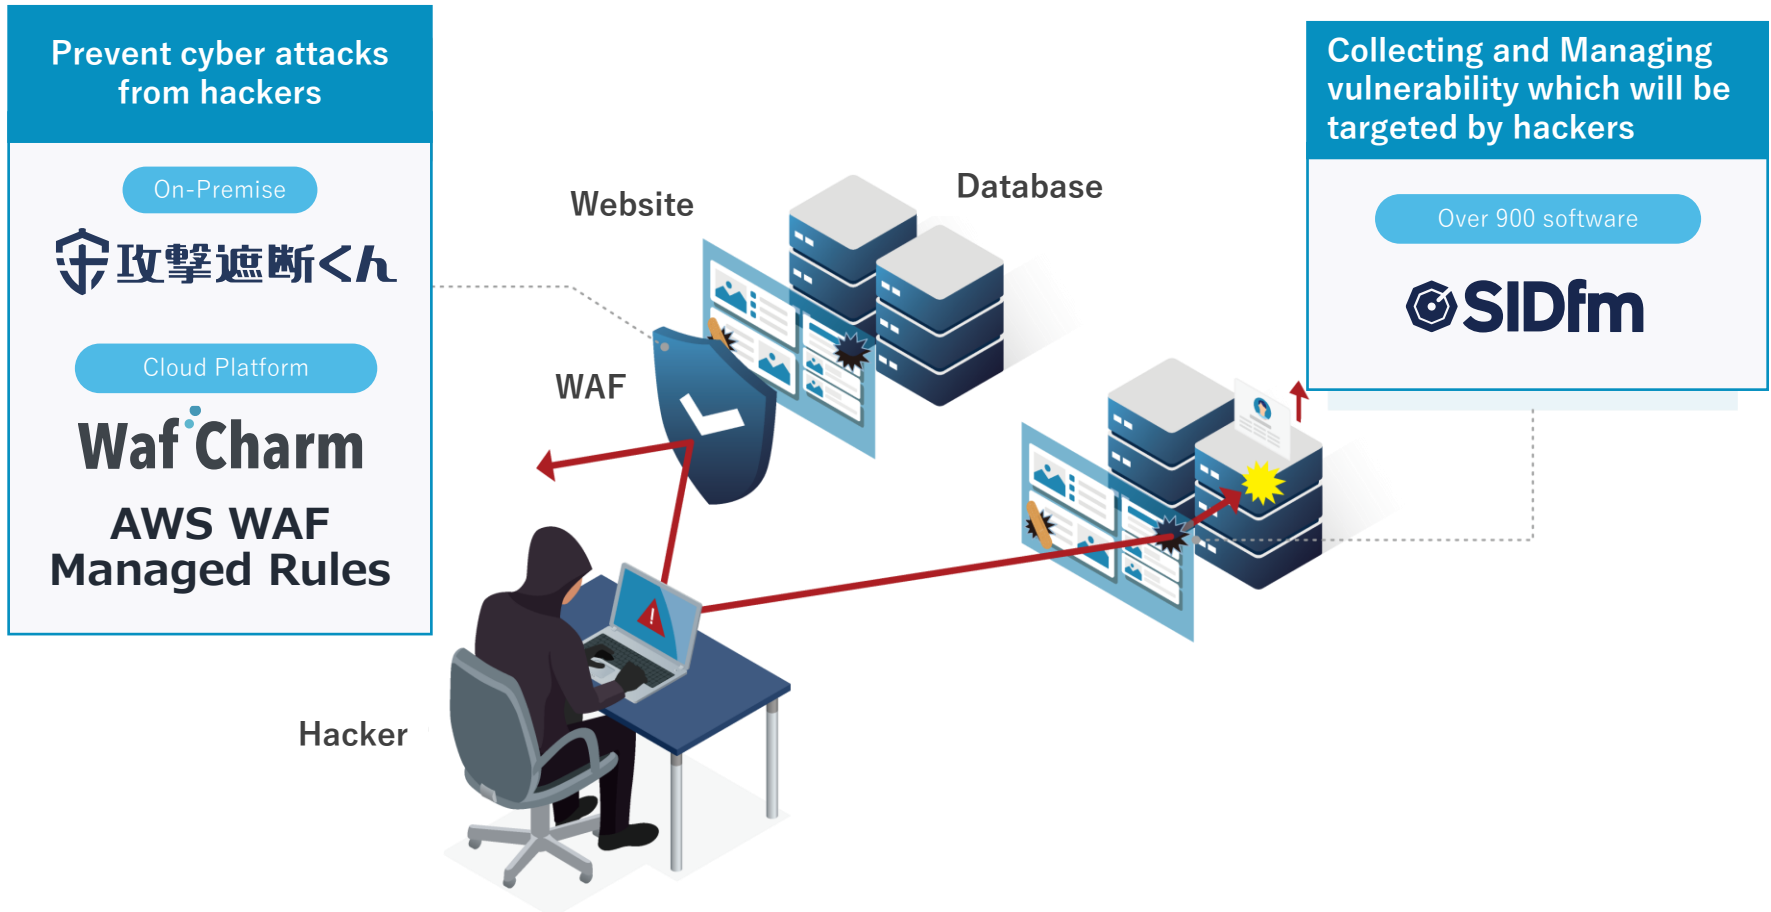 Prevent cyber attacks
from hackers
On-Premise
攻撃遮断くん
Cloud Platform
WafCharm
AWS WAF
Managed Rules
Website
Database
WAF
Hacker
Collecting and Managing
vulnerability which will be
targeted by hackers
Over 900 software
SIDfm